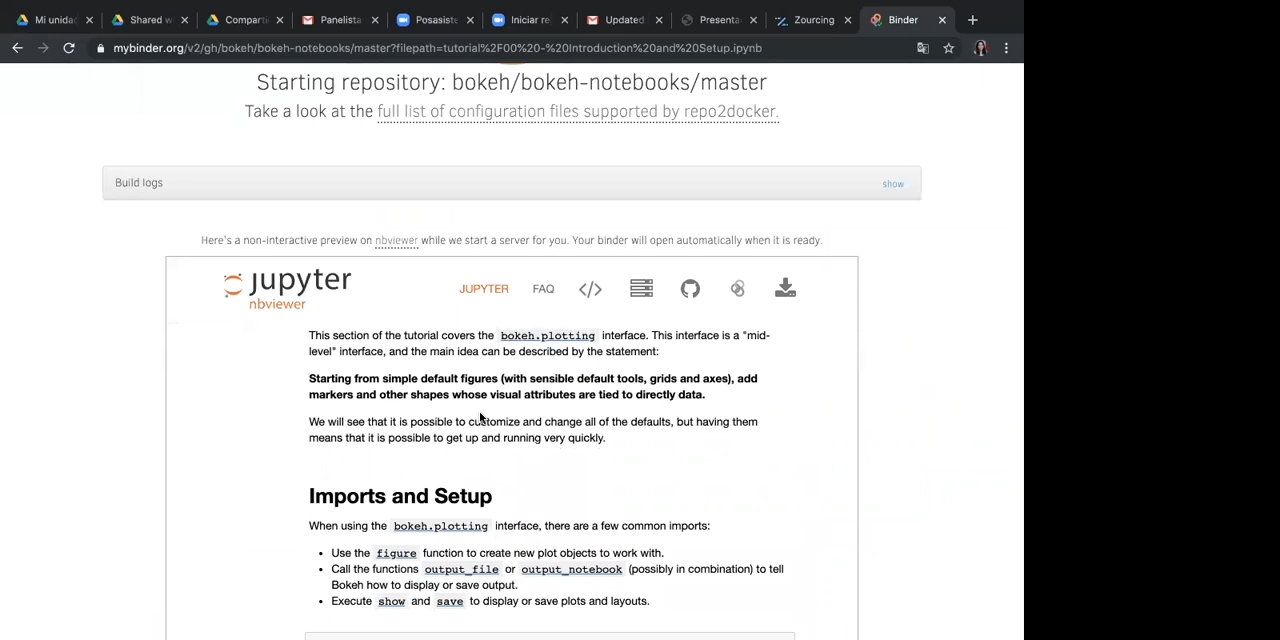 Mi unidad
Shared w
Comparti
Panelista
Posasiste
Iniciar re
Updated
Presenta
Zourcing
Binder
mybinder.org/v2/gh/bokeh/bokeh-notebooks/master?filepath=tutorial%2F00%20-%20Introduction%20and%20Setup.ipynb
Starting repository: bokeh/bokeh-notebooks/master
Take a look at the full list of configuration files supported by repo2docker.
Build logs show
Here's a non-interactive preview on nbviewer while we start a server for you. Your binder will open automatically when it is ready.
jupyter
nbviewer
JUPYTER FAQ </>
This section of the tutorial covers the bokeh.plotting interface. This interface is a "mid-
level" interface, and the main idea can be described by the statement:
Starting from simple default figures (with sensible default tools, grids and axes), add
markers and other shapes whose visual attributes are tied to directly data.
We will see that it is possible to customize and change all of the defaults, but having them
means that it is possible to get up and running very quickly.
Imports and Setup
When using the bokeh.plotting interface, there are a few common imports:
• Use the figure function to create new plot objects to work with.
• Call the functions output_file or output_notebook (possibly in combination) to tell
Bokeh how to display or save output.
• Execute show and save to display or save plots and layouts.